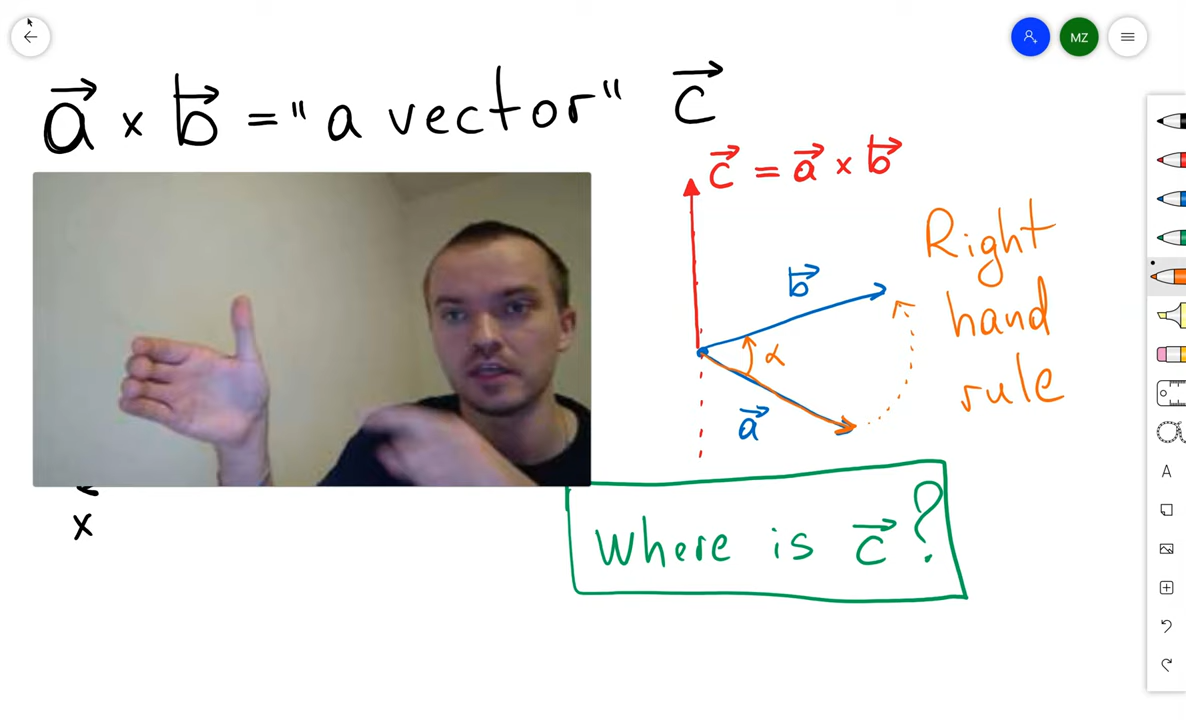 a⃗ × b⃗ = "a vector" c⃗
c⃗ = a⃗ × b⃗
b⃗
α
a⃗
Right
hand
rule
Where is c⃗ ?
x
MZ
A